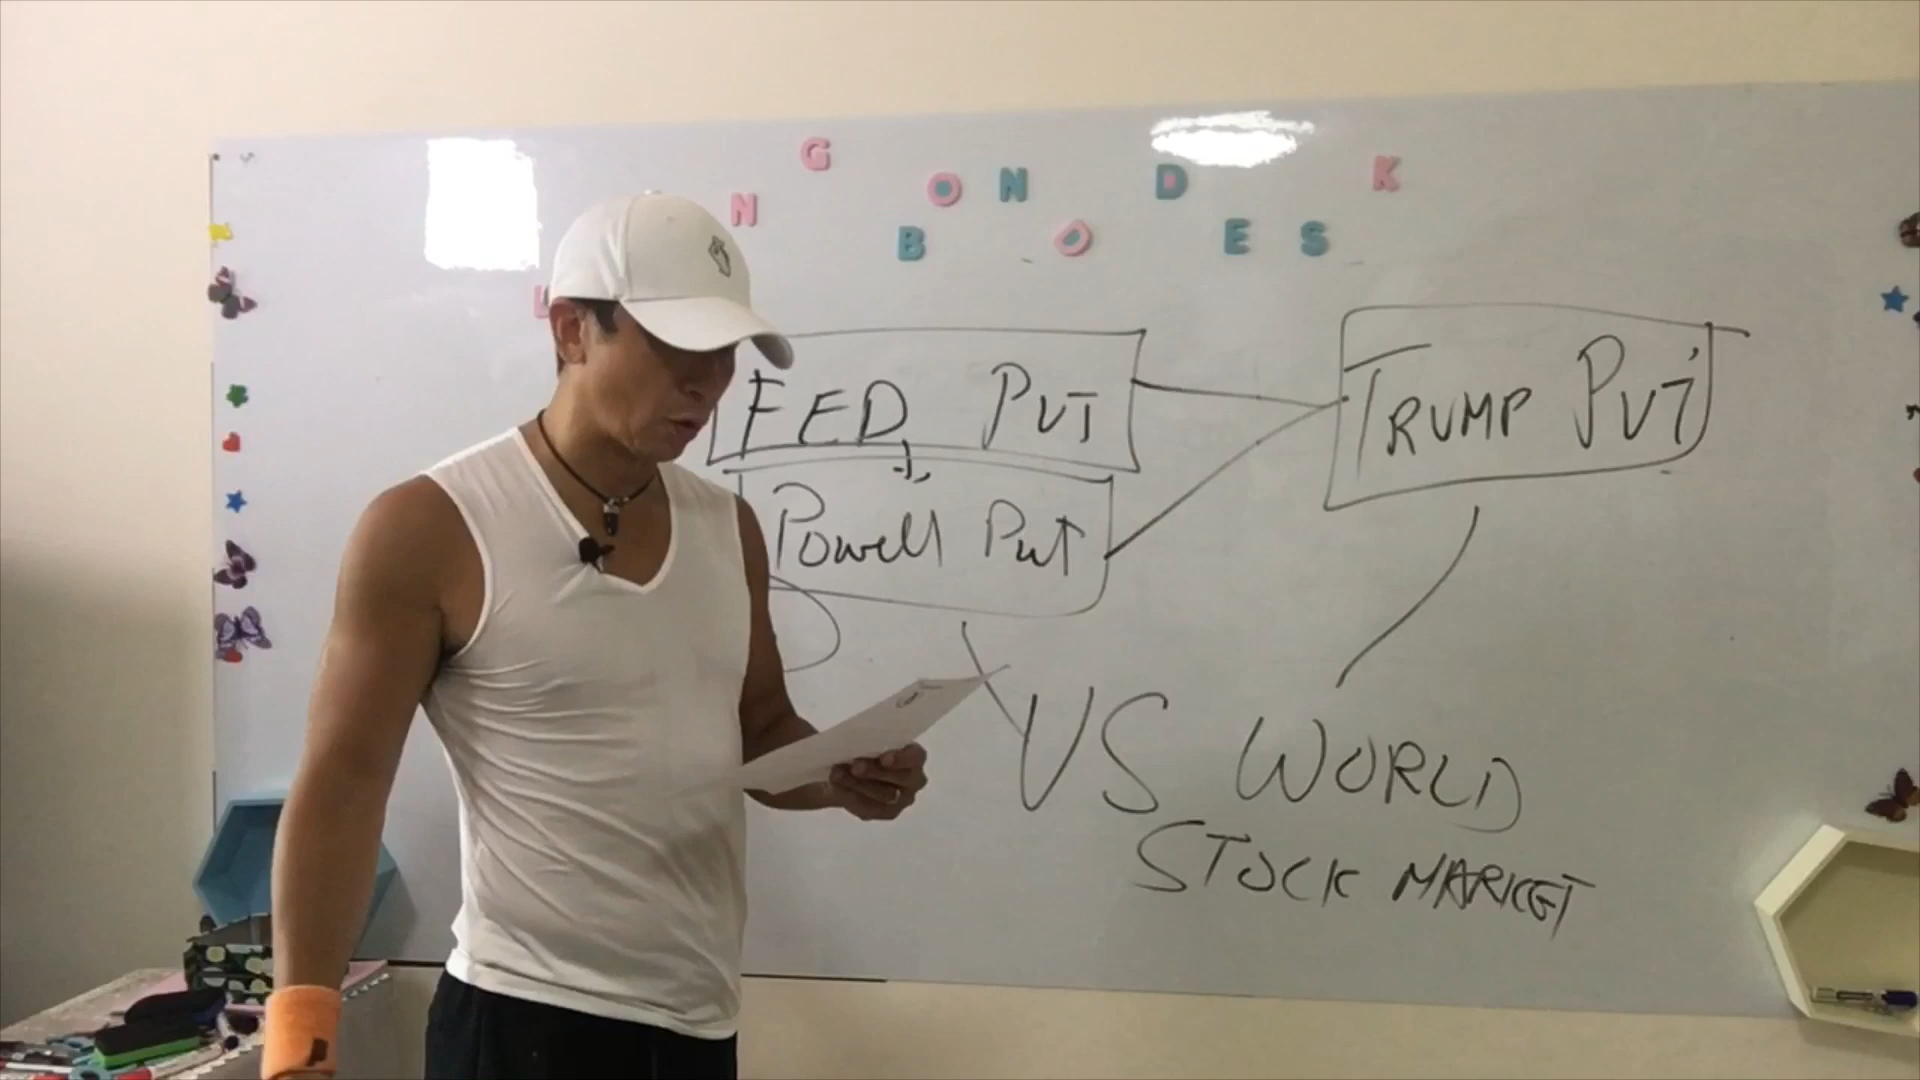 L N G B O N D D E S K
FED PUT
TRUMP PUT
Powell Put
US WORLD
STOCK MARKET